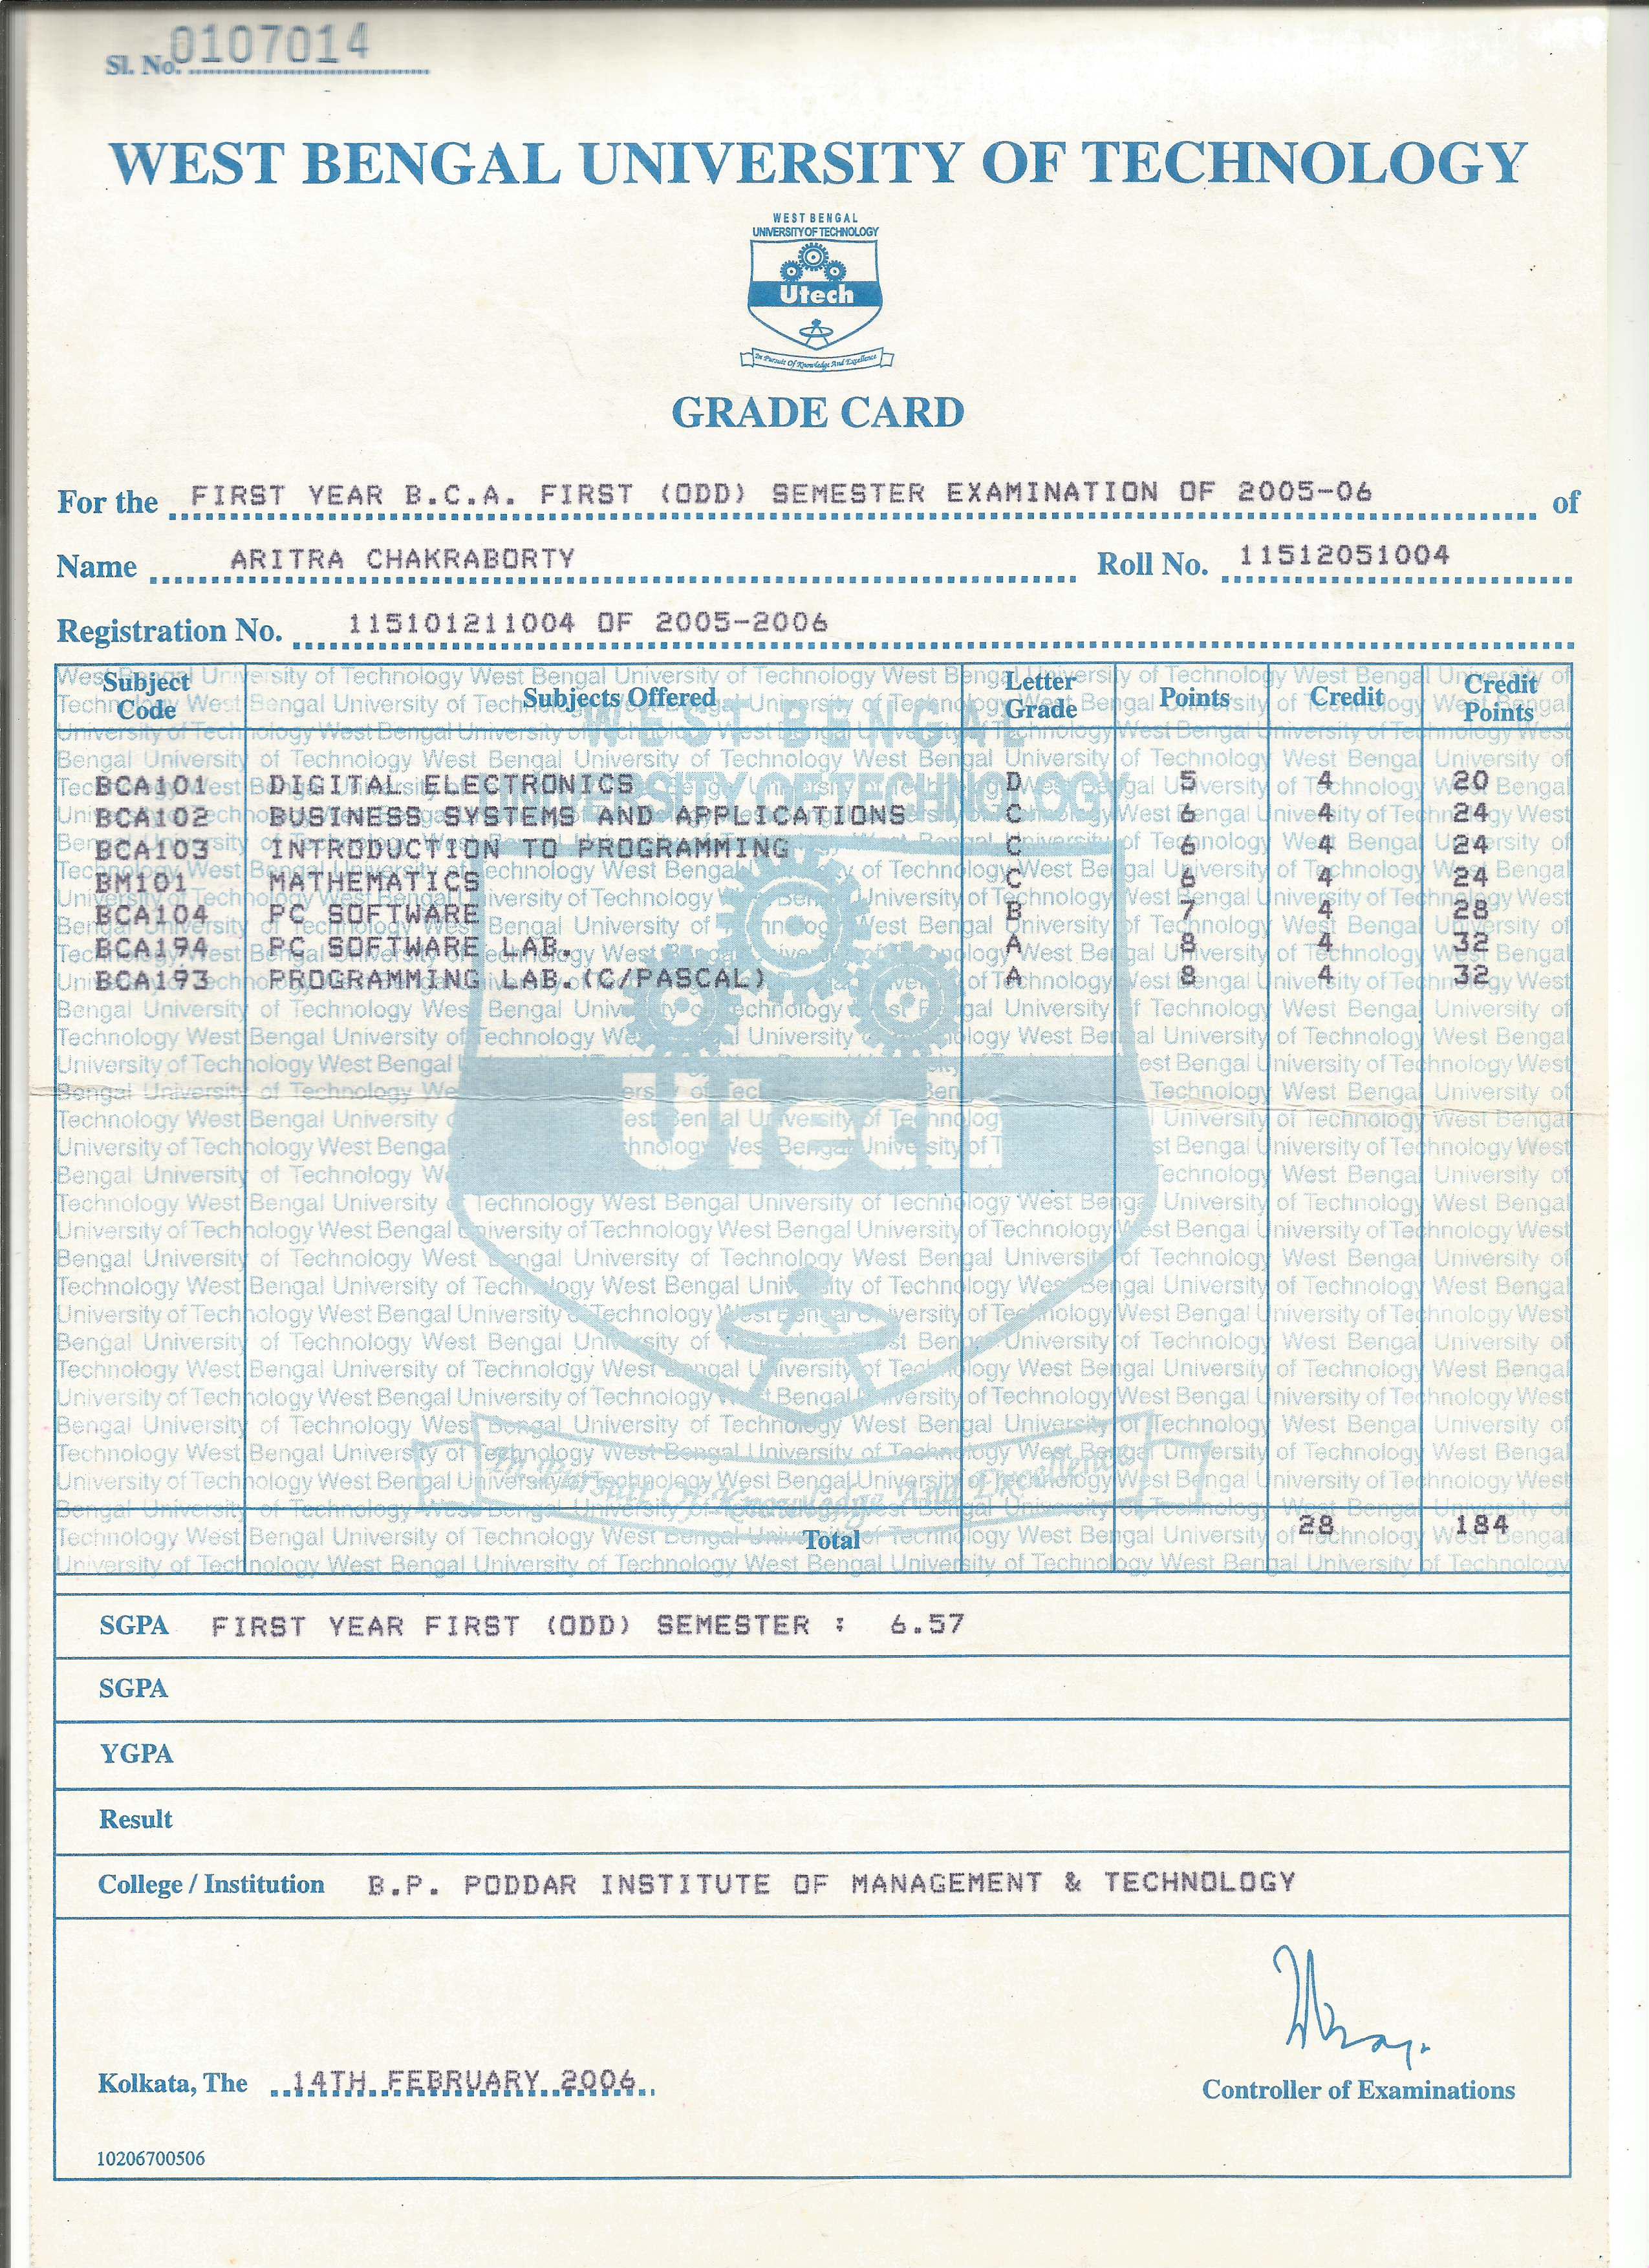 Sl. No. 0107014
WEST BENGAL UNIVERSITY OF TECHNOLOGY
WEST BENGAL
UNIVERSITY OF TECHNOLOGY
Utech
In Pursuit Of Knowledge And Excellence
GRADE CARD
For the FIRST YEAR B.C.A. FIRST (ODD) SEMESTER EXAMINATION OF 2005-06 of
Name ARITRA CHAKRABORTY Roll No. 11512051004
Registration No. 115101211004 OF 2005-2006
Subject Code Subjects Offered Letter Grade Points Credit Credit Points
BCA101 DIGITAL ELECTRONICS D 5 4 20
BCA102 BUSINESS SYSTEMS AND APPLICATIONS C 6 4 24
BCA103 INTRODUCTION TO PROGRAMMING C 6 4 24
BM101 MATHEMATICS C 6 4 24
BCA104 PC SOFTWARE B 7 4 28
BCA194 PC SOFTWARE LAB. A 8 4 32
BCA193 PROGRAMMING LAB.(C/PASCAL) A 8 4 32
Total 28 184
SGPA FIRST YEAR FIRST (ODD) SEMESTER : 6.57
SGPA
YGPA
Result
College / Institution B.P. PODDAR INSTITUTE OF MANAGEMENT & TECHNOLOGY
Kolkata, The 14TH FEBRUARY 2006
Controller of Examinations
10206700506